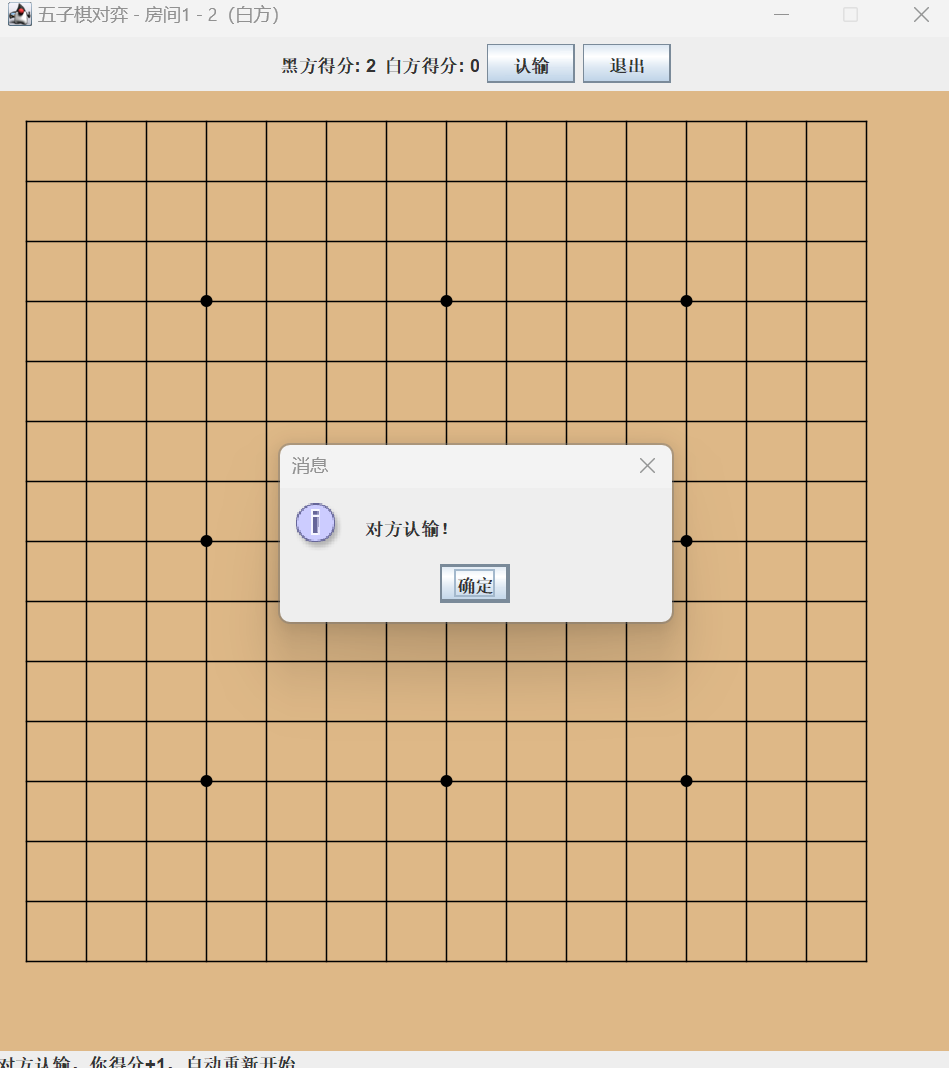 五子棋对弈 - 房间1 - 2（白方）
黑方得分: 2 白方得分: 0 认输 退出
消息
对方认输!
确定
对方认输，你得分+1，自动重新开始